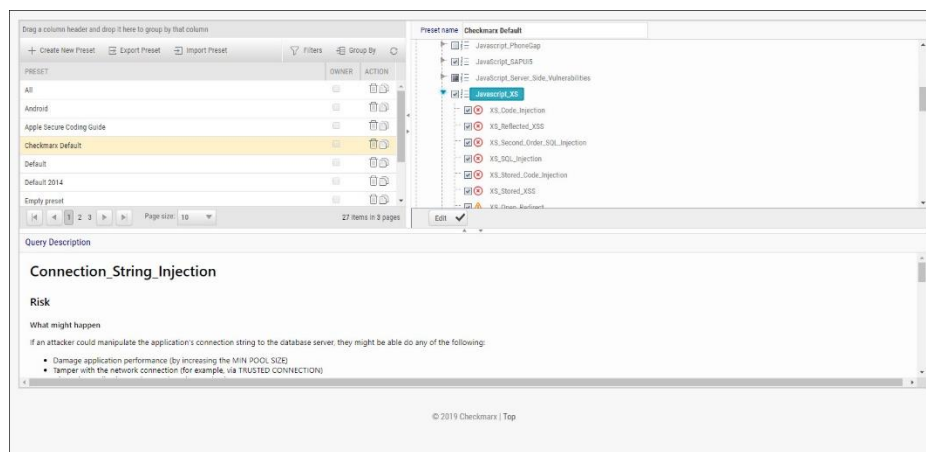 Drag a column header and drop it here to group by that column
Create New Preset Export Preset Import Preset Filters Group By
PRESET OWNER ACTION
All
Android
Apple Secure Coding Guide
Checkmarx Default
Default
Default 2014
Empty preset
1 2 3 Page size: 10 27 items in 3 pages
Preset name Checkmarx Default
Javascript_PhoneGap
JavaScript_SAPUI5
JavaScript_Server_Side_Vulnerabilities
Javascript_XS
XS_Code_Injection
XS_Reflected_XSS
XS_Second_Order_SQL_Injection
XS_SQL_Injection
XS_Stored_Code_Injection
XS_Stored_XSS
XS_Open_Redirect
Edit
Query Description
Connection_String_Injection
Risk
What might happen
If an attacker could manipulate the application's connection string to the database server, they might be able do any of the following:
• Damage application performance (by increasing the MIN POOL SIZE)
• Tamper with the network connection (for example, via TRUSTED CONNECTION)
© 2019 Checkmarx | Top